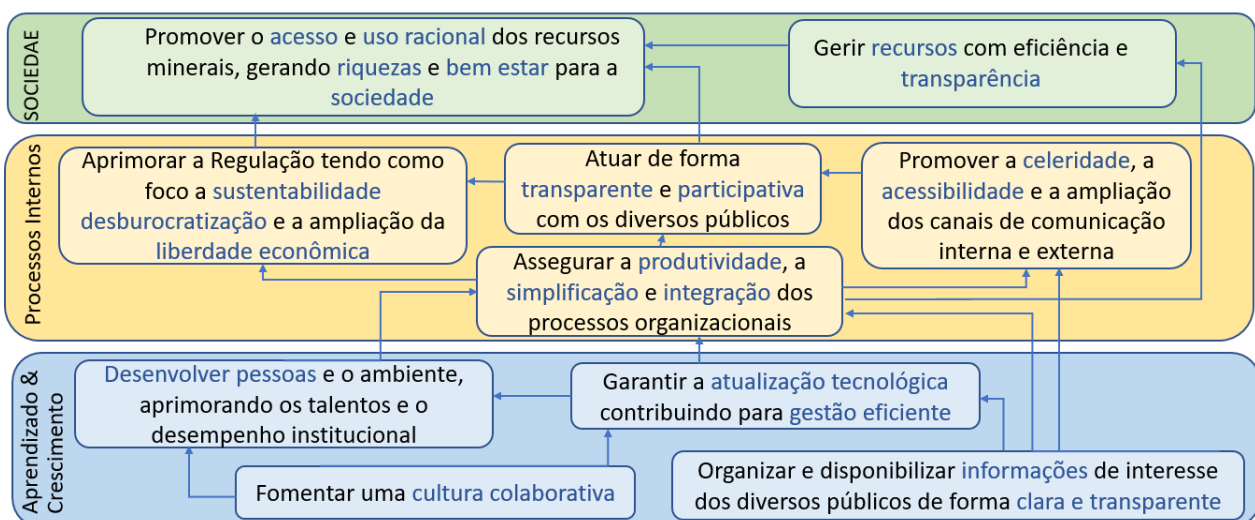 SOCIEDAE
Promover o acesso e uso racional dos recursos
minerais, gerando riquezas e bem estar para a
sociedade
Gerir recursos com eficiência e
transparência
Processos Internos
Aprimorar a Regulação tendo como
foco a sustentabilidade
desburocratização e a ampliação da
liberdade econômica
Atuar de forma
transparente e participativa
com os diversos públicos
Promover a celeridade, a
acessibilidade e a ampliação
dos canais de comunicação
interna e externa
Assegurar a produtividade, a
simplificação e integração dos
processos organizacionais
Aprendizado &
Crescimento
Desenvolver pessoas e o ambiente,
aprimorando os talentos e o
desempenho institucional
Garantir a atualização tecnológica
contribuindo para gestão eficiente
Fomentar uma cultura colaborativa
Organizar e disponibilizar informações de interesse
dos diversos públicos de forma clara e transparente